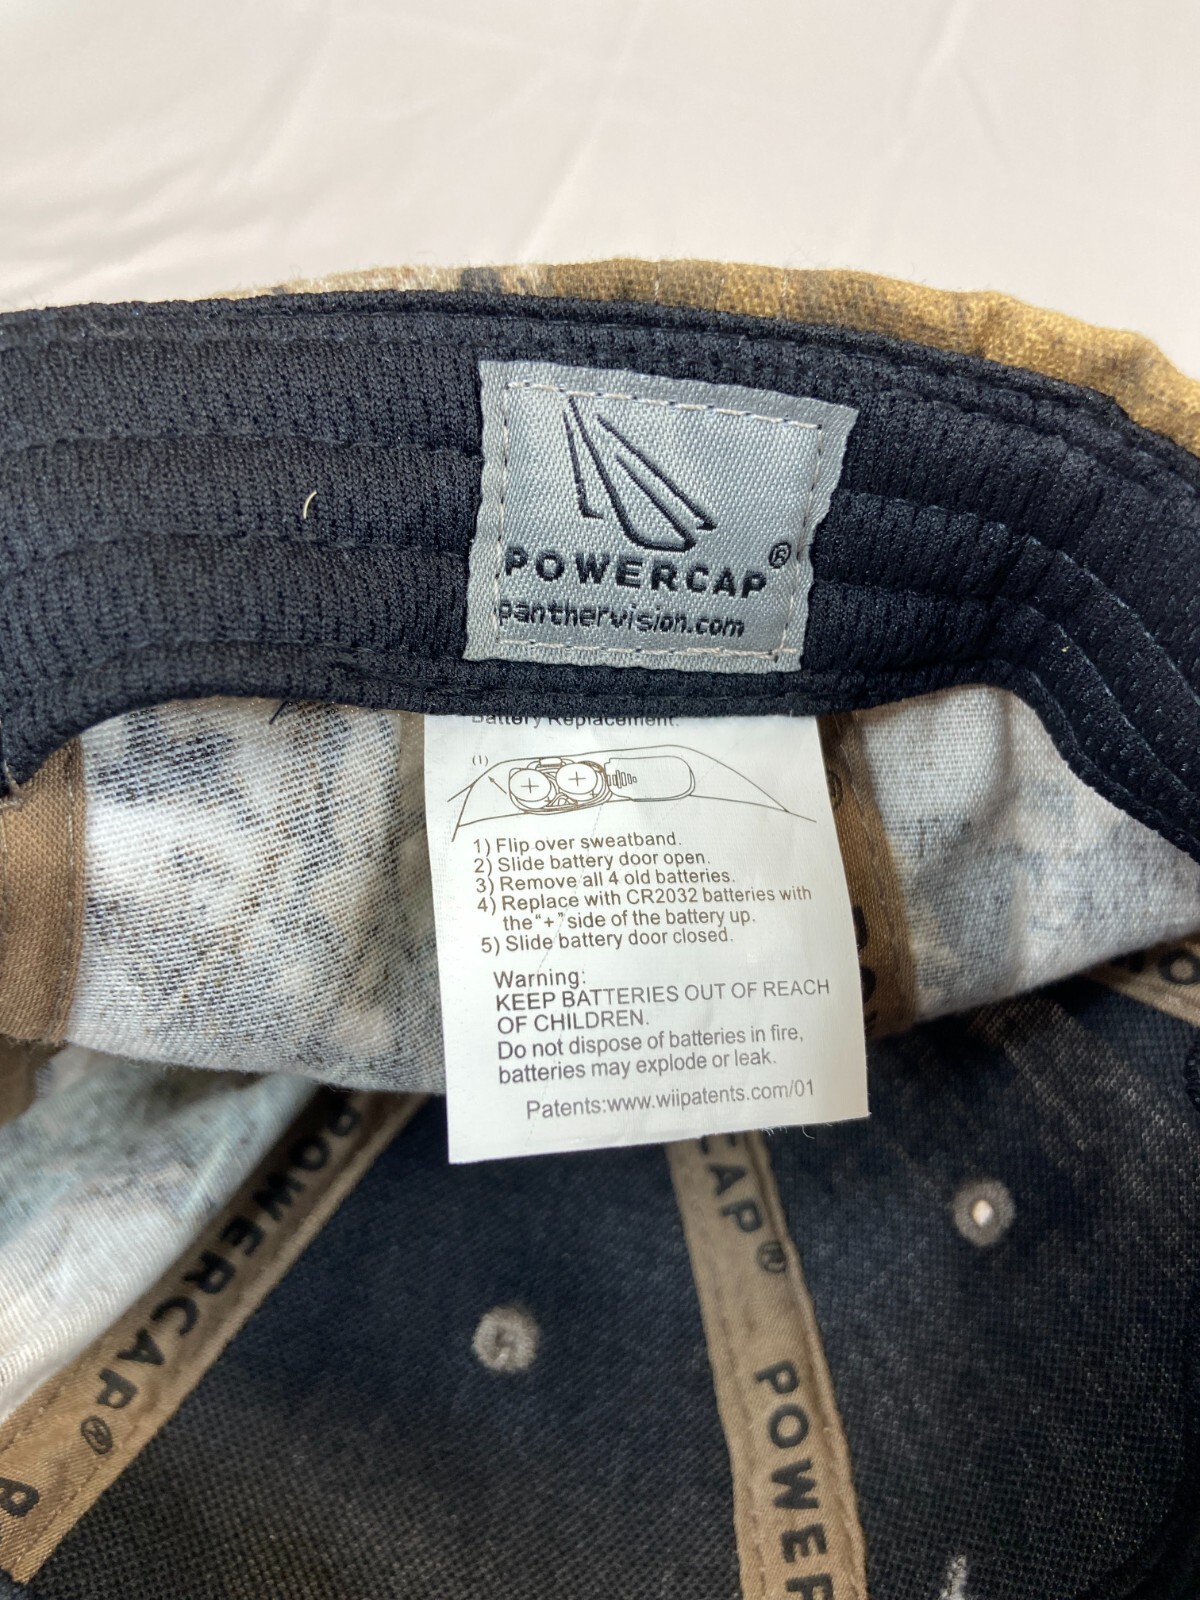 POWERCAP®
panthervision.com
Battery Replacement:
(1)
+ +
1) Flip over sweatband.
2) Slide battery door open.
3) Remove all 4 old batteries.
4) Replace with CR2032 batteries with
the "+" side of the battery up.
5) Slide battery door closed.
Warning:
KEEP BATTERIES OUT OF REACH
OF CHILDREN.
Do not dispose of batteries in fire,
batteries may explode or leak.
Patents:www.wiipatents.com/01
POWERCAP®
P
CAP®
POWER